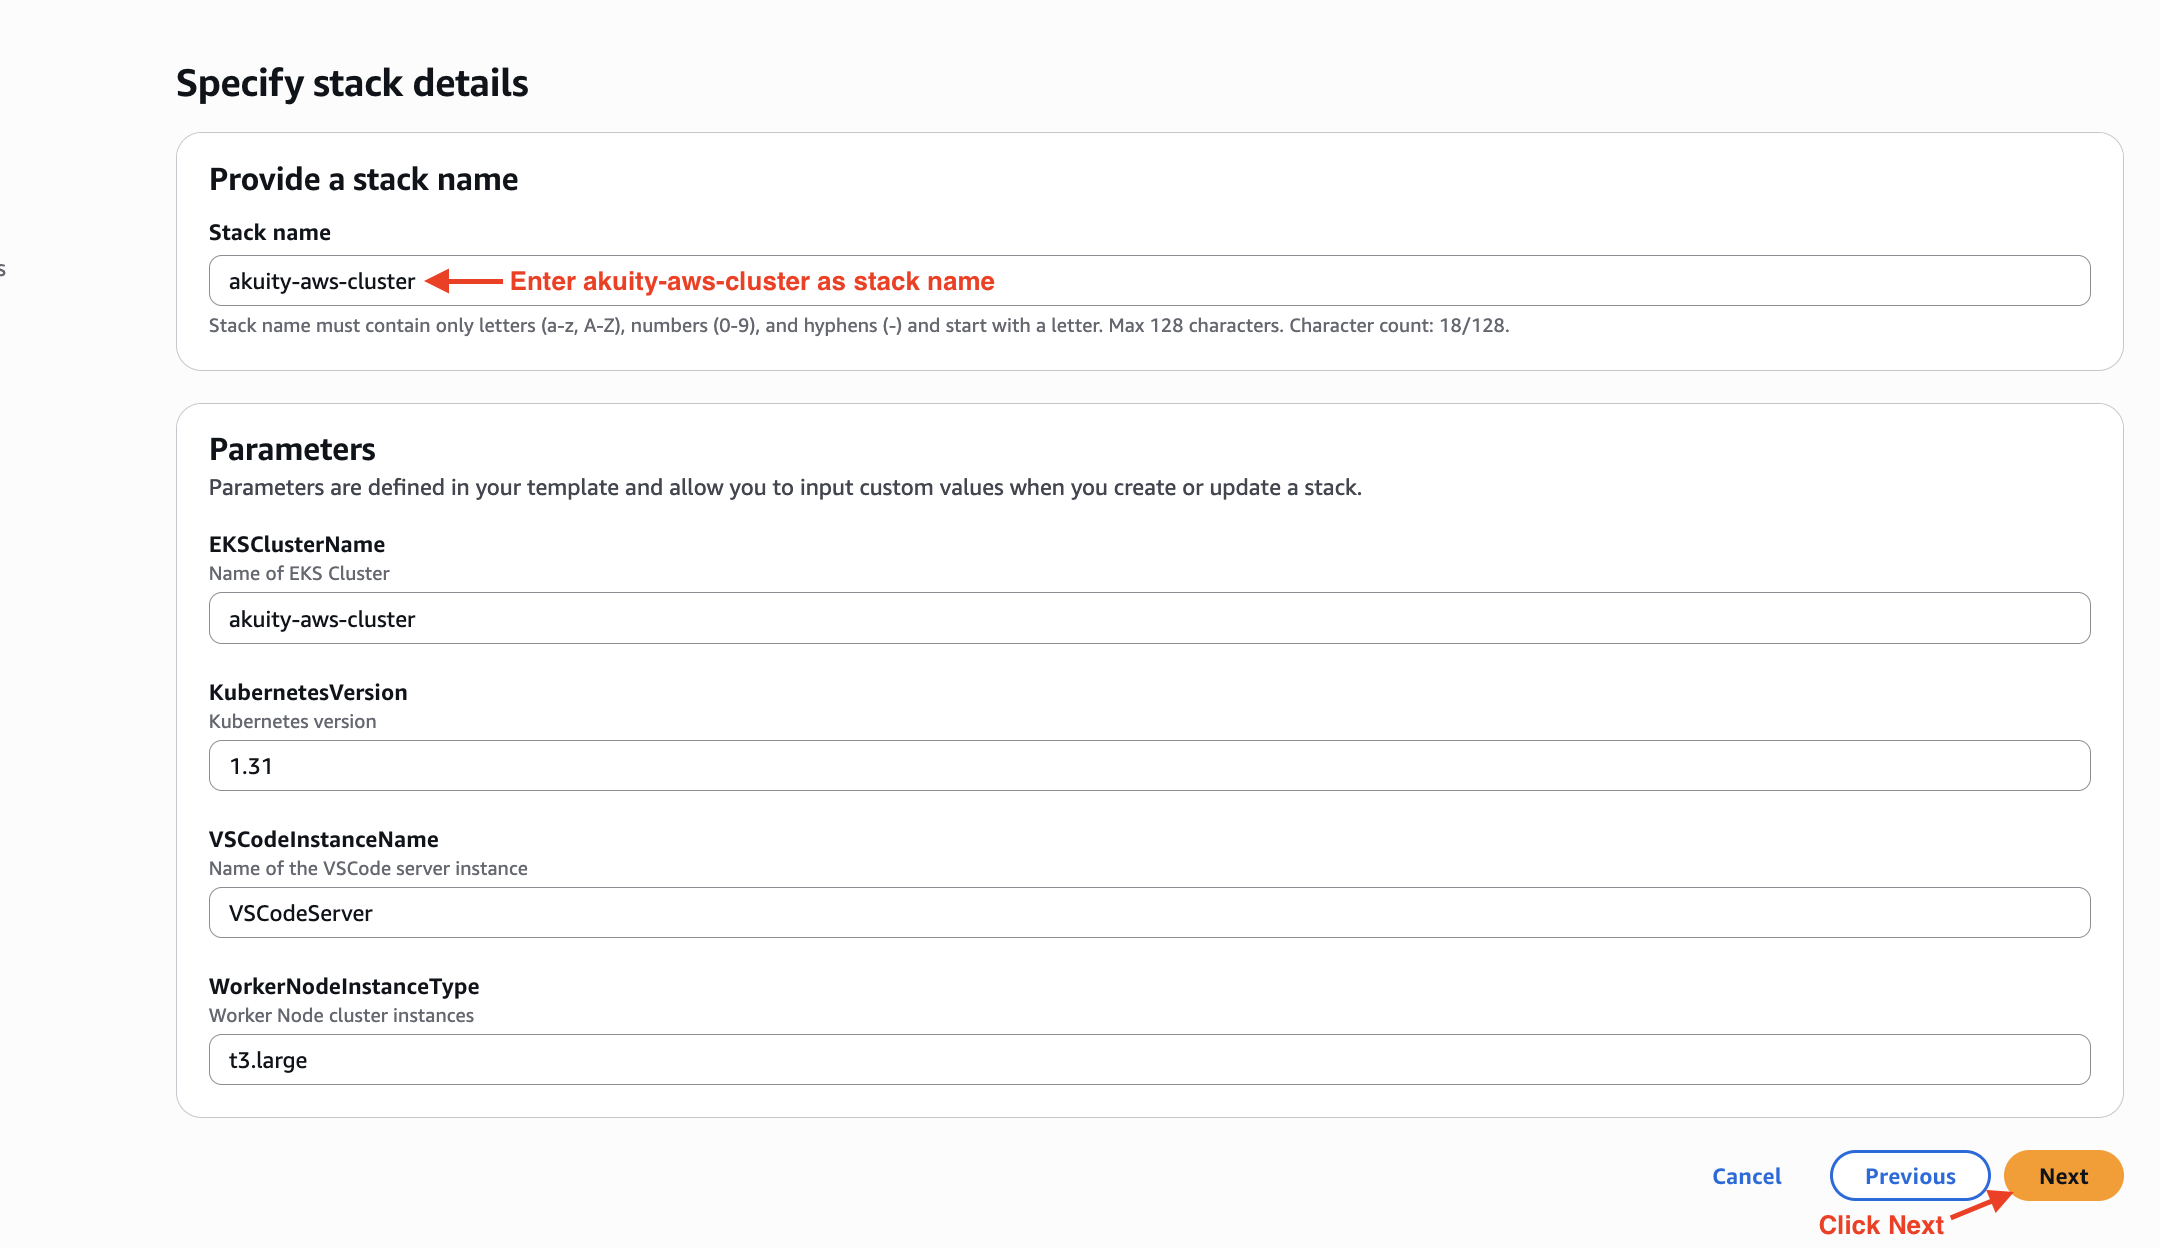 Specify stack details
Provide a stack name
Stack name
akuity-aws-cluster Enter akuity-aws-cluster as stack name
s
Stack name must contain only letters (a-z, A-Z), numbers (0-9), and hyphens (-) and start with a letter. Max 128 characters. Character count: 18/128.
Parameters
Parameters are defined in your template and allow you to input custom values when you create or update a stack.
EKSClusterName
Name of EKS Cluster
akuity-aws-cluster
KubernetesVersion
Kubernetes version
1.31
VSCodeInstanceName
Name of the VSCode server instance
VSCodeServer
WorkerNodeInstanceType
Worker Node cluster instances
t3.large
Cancel Previous Next
Click Next